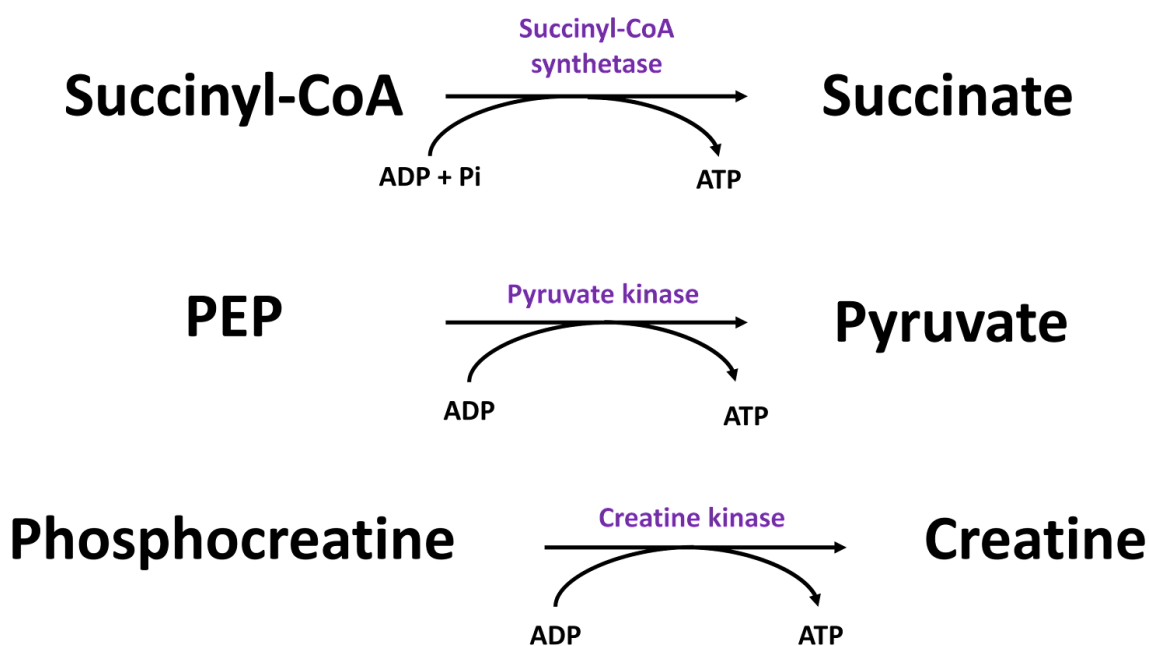 Succinyl-CoA
synthetase
Succinyl-CoA
Succinate
ADP + Pi
ATP
Pyruvate kinase
PEP
Pyruvate
ADP
ATP
Creatine kinase
Phosphocreatine
Creatine
ADP
ATP